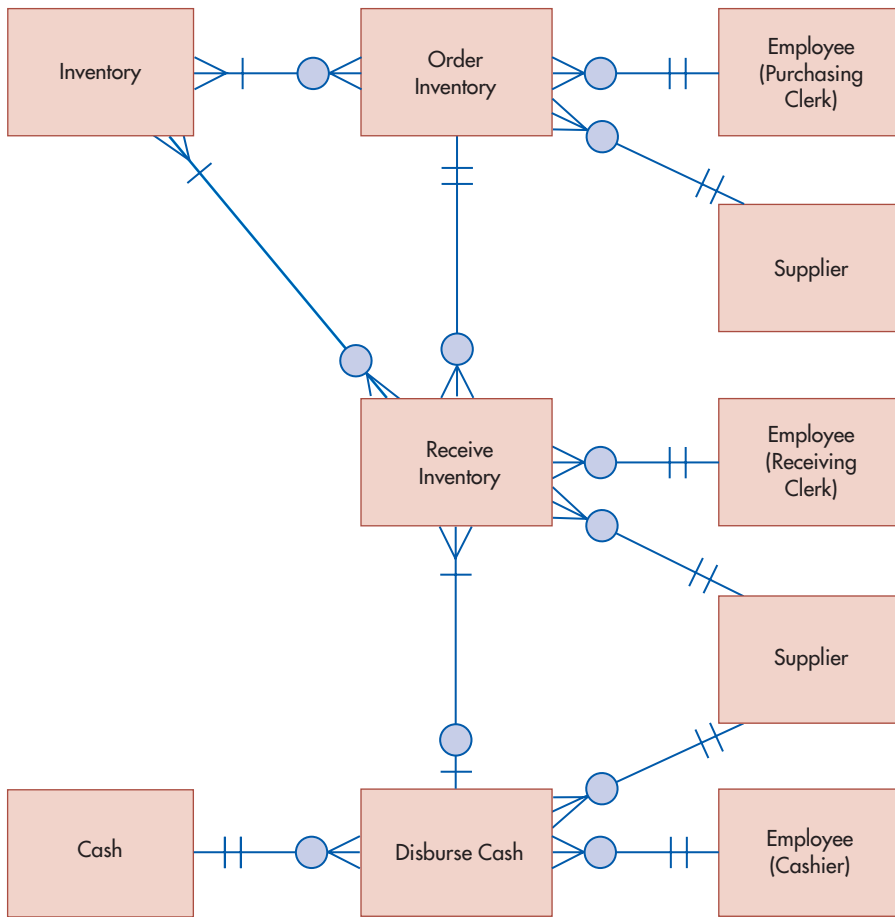 Inventory
Order
Inventory
Employee
(Purchasing
Clerk)
Supplier
Receive
Inventory
Employee
(Receiving
Clerk)
Supplier
Cash
Disburse Cash
Employee
(Cashier)